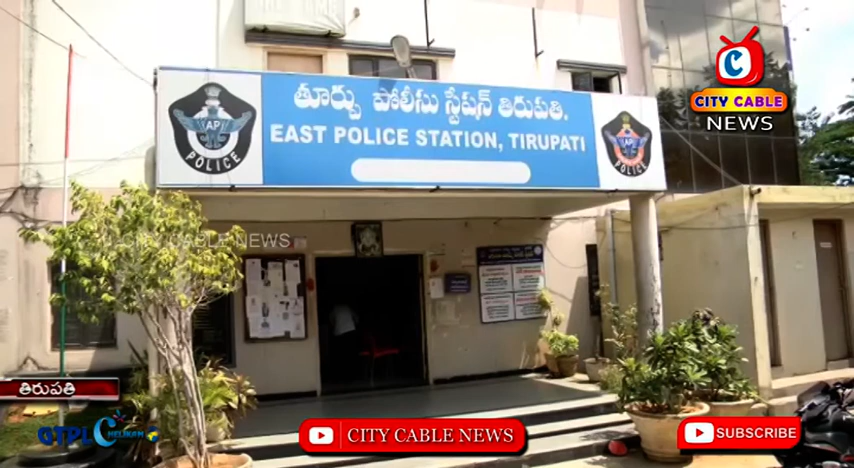 తూర్పు పోలీసు స్టేషన్ తిరుపతి.
EAST POLICE STATION, TIRUPATI
AP
POLICE
AP
POLICE
C
CITY CABLE
NEWS
CITY CABLE NEWS
తిరుపతి
GTPL
HELIKAN
CITY CABLE NEWS
SUBSCRIBE